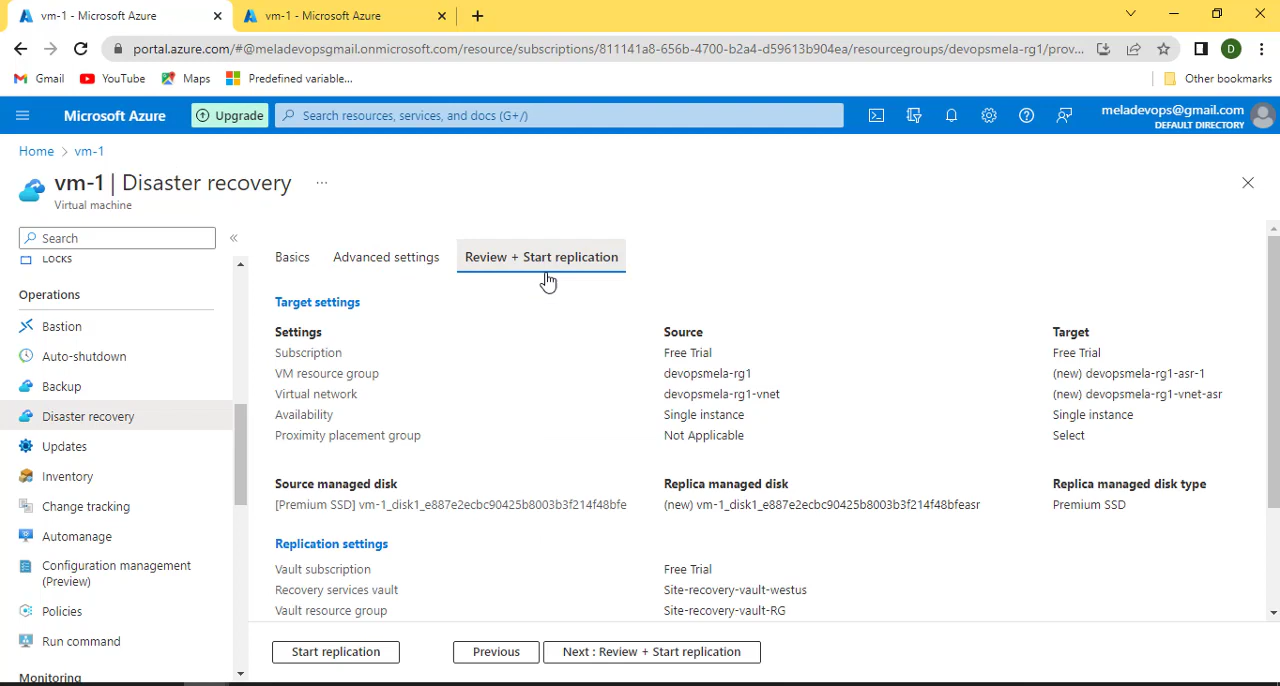 vm-1 - Microsoft Azure
vm-1 - Microsoft Azure
portal.azure.com/#@meladevopsgmail.onmicrosoft.com/resource/subscriptions/811141a8-656b-4700-b2a4-d59613b904ea/resourcegroups/devopsmela-rg1/prov...
D
Gmail
YouTube
Maps
Predefined variable...
Other bookmarks
Microsoft Azure
Upgrade
Search resources, services, and docs (G+/)
meladevops@gmail.com
DEFAULT DIRECTORY
Home > vm-1
vm-1 | Disaster recovery ...
Virtual machine
Search
Locks
Operations
Bastion
Auto-shutdown
Backup
Disaster recovery
Updates
Inventory
Change tracking
Automanage
Configuration management
(Preview)
Policies
Run command
Monitoring
Basics Advanced settings Review + Start replication
Target settings
Settings Source Target
Subscription Free Trial Free Trial
VM resource group devopsmela-rg1 (new) devopsmela-rg1-asr-1
Virtual network devopsmela-rg1-vnet (new) devopsmela-rg1-vnet-asr
Availability Single instance Single instance
Proximity placement group Not Applicable Select
Source managed disk Replica managed disk Replica managed disk type
[Premium SSD] vm-1_disk1_e887e2ecbc90425b8003b3f214f48bfe (new) vm-1_disk1_e887e2ecbc90425b8003b3f214f48bfeasr Premium SSD
Replication settings
Vault subscription Free Trial
Recovery services vault Site-recovery-vault-westus
Vault resource group Site-recovery-vault-RG
Start replication Previous Next : Review + Start replication